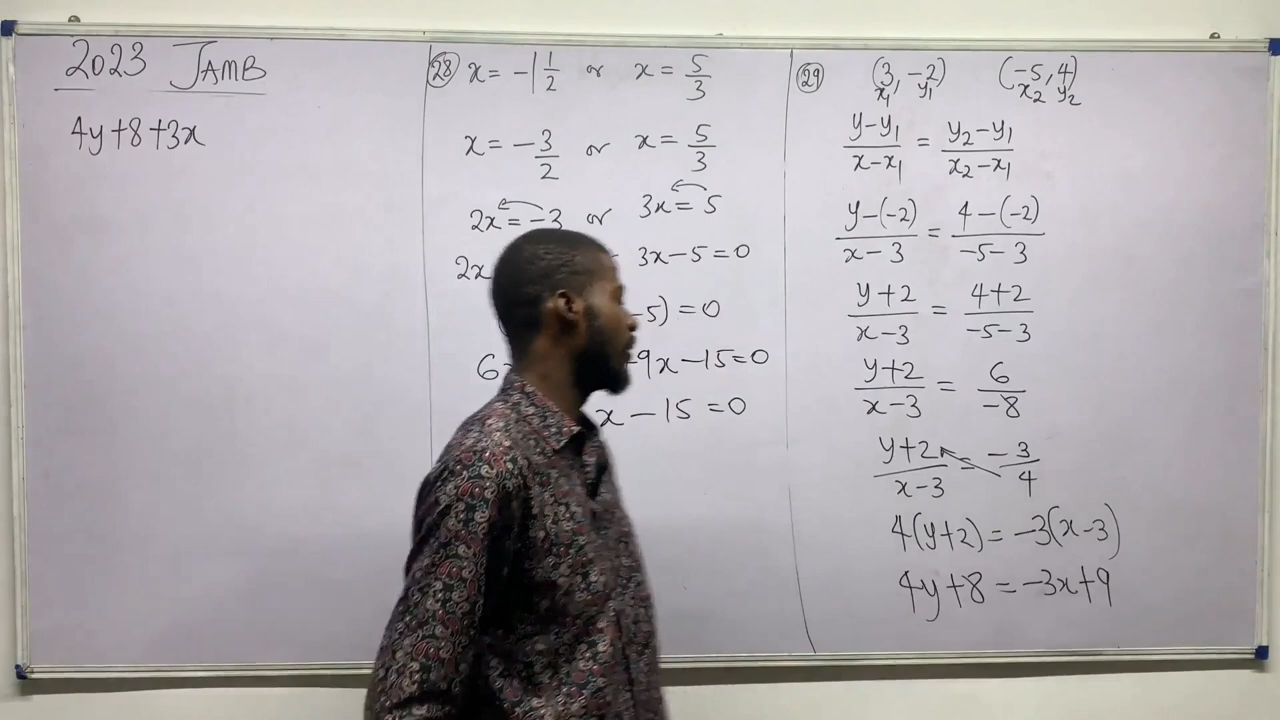 2023 JAMB
4y+8+3x
28 x = -1 1/2 or x = 5/3
x = -3/2 or x = 5/3
2x = -3 or 3x = 5
2x 3x-5=0
-5) = 0
6 9x-15=0
x - 15 = 0
29 (3, -2) (-5, 4)
x₁ y₁ x₂ y₂
y-y₁/x-x₁ = y₂-y₁/x₂-x₁
y-(-2)/x-3 = 4-(-2)/-5-3
y+2/x-3 = 4+2/-5-3
y+2/x-3 = 6/-8
y+2/x-3 = -3/4
4(y+2) = -3(x-3)
4y+8 = -3x+9